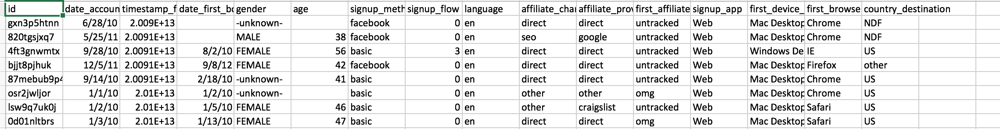 id date_accoun timestamp_f date_first_bo gender age signup_meth signup_flow language affiliate_chai affiliate_prov first_affiliate signup_app first_device_ first_browse country_destination
gxn3p5htnn 6/28/10 2.009E+13 -unknown- facebook 0 en direct direct untracked Web Mac Desktop Chrome NDF
820tgsjxq7 5/25/11 2.0091E+13 MALE 38 facebook 0 en seo google untracked Web Mac Desktop Chrome NDF
4ft3gnwmtx 9/28/10 2.0091E+13 8/2/10 FEMALE 56 basic 3 en direct direct untracked Web Windows De IE US
bjjt8pjhuk 12/5/11 2.0091E+13 9/8/12 FEMALE 42 facebook 0 en direct direct untracked Web Mac Desktop Firefox other
87mebub9p4 9/14/10 2.0091E+13 2/18/10 -unknown- 41 basic 0 en direct direct untracked Web Mac Desktop Chrome US
osr2jwljor 1/1/10 2.01E+13 1/2/10 -unknown- basic 0 en other other omg Web Mac Desktop Chrome US
lsw9q7uk0j 1/2/10 2.01E+13 1/5/10 FEMALE 46 basic 0 en other craigslist untracked Web Mac Desktop Safari US
0d01nltbrs 1/3/10 2.01E+13 1/13/10 FEMALE 47 basic 0 en direct direct omg Web Mac Desktop Safari US